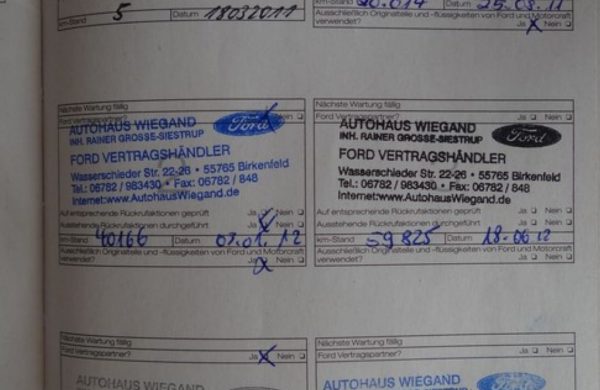 km-Stand 5 Datum 18032011
km-Stand 20.014 Datum 25.08.11
Ausschließlich Originalteile und -flüssigkeiten von Ford und Motorcraft
verwendet? Ja Nein
Nächste Wartung fällig
Ford Vertragspartner? Nein
AUTOHAUS WIEGAND Ford
INH. RAINER GROSSE-SIESTRUP
FORD VERTRAGSHÄNDLER
Wasserschieder Str. 22-26 • 55765 Birkenfeld
Tel.: 06782 / 983430 • Fax: 06782 / 848
Internet:www.AutohausWiegand.de
Auf entsprechende Rückrufaktionen geprüft Ja Nein
Ausstehende Rückrufaktionen durchgeführt Ja Nein
km-Stand 40166 Datum 12
Ausschließlich Originalteile und -flüssigkeiten von Ford und Motorcraft
verwendet? Ja Nein
Nächste Wartung fällig
Ford Vertragspartner? Ja Nein
AUTOHAUS WIEGAND Ford
INH. RAINER GROSSE-SIESTRUP
FORD VERTRAGSHÄNDLER
Wasserschieder Str. 22-26 • 55765 Birkenfeld
Tel.: 06782 / 983430 • Fax: 06782 / 848
Internet:www.AutohausWiegand.de
Auf entsprechende Rückrufaktionen geprüft Ja Nein
Ausstehende Rückrufaktionen durchgeführt Ja Nein
km-Stand 59825 Datum 18-06 12
Ausschließlich Originalteile und -flüssigkeiten von Ford und Motorcraft
verwendet? Ja Nein
Nächste Wartung fällig
Ford Vertragspartner? Ja Nein
AUTOHAUS WIEGAND
Nächste Wartung fällig
Ford Vertragspartner? Ja Nein
AUTOHAUS WIEGAND